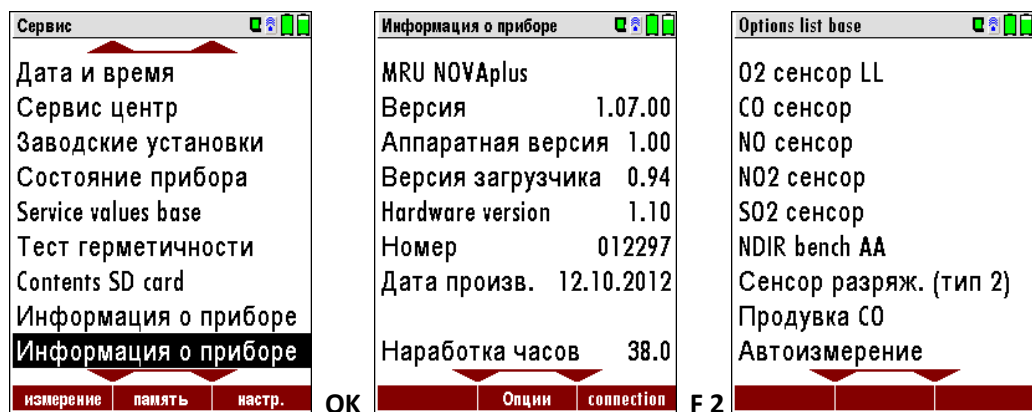 Сервис
Дата и время
Сервис центр
Заводские установки
Состояние прибора
Service values base
Тест герметичности
Contents SD card
Информация о приборе
Информация о приборе
измерение память настр.
OK
Информация о приборе
MRU NOVAplus
Версия 1.07.00
Аппаратная версия 1.00
Версия загрузчика 0.94
Hardware version 1.10
Номер 012297
Дата произв. 12.10.2012
Наработка часов 38.0
Опции connection
F 2
Options list base
O2 сенсор LL
CO сенсор
NO сенсор
NO2 сенсор
SO2 сенсор
NDIR bench AA
Сенсор разряж. (тип 2)
Продувка CO
Автоизмерение